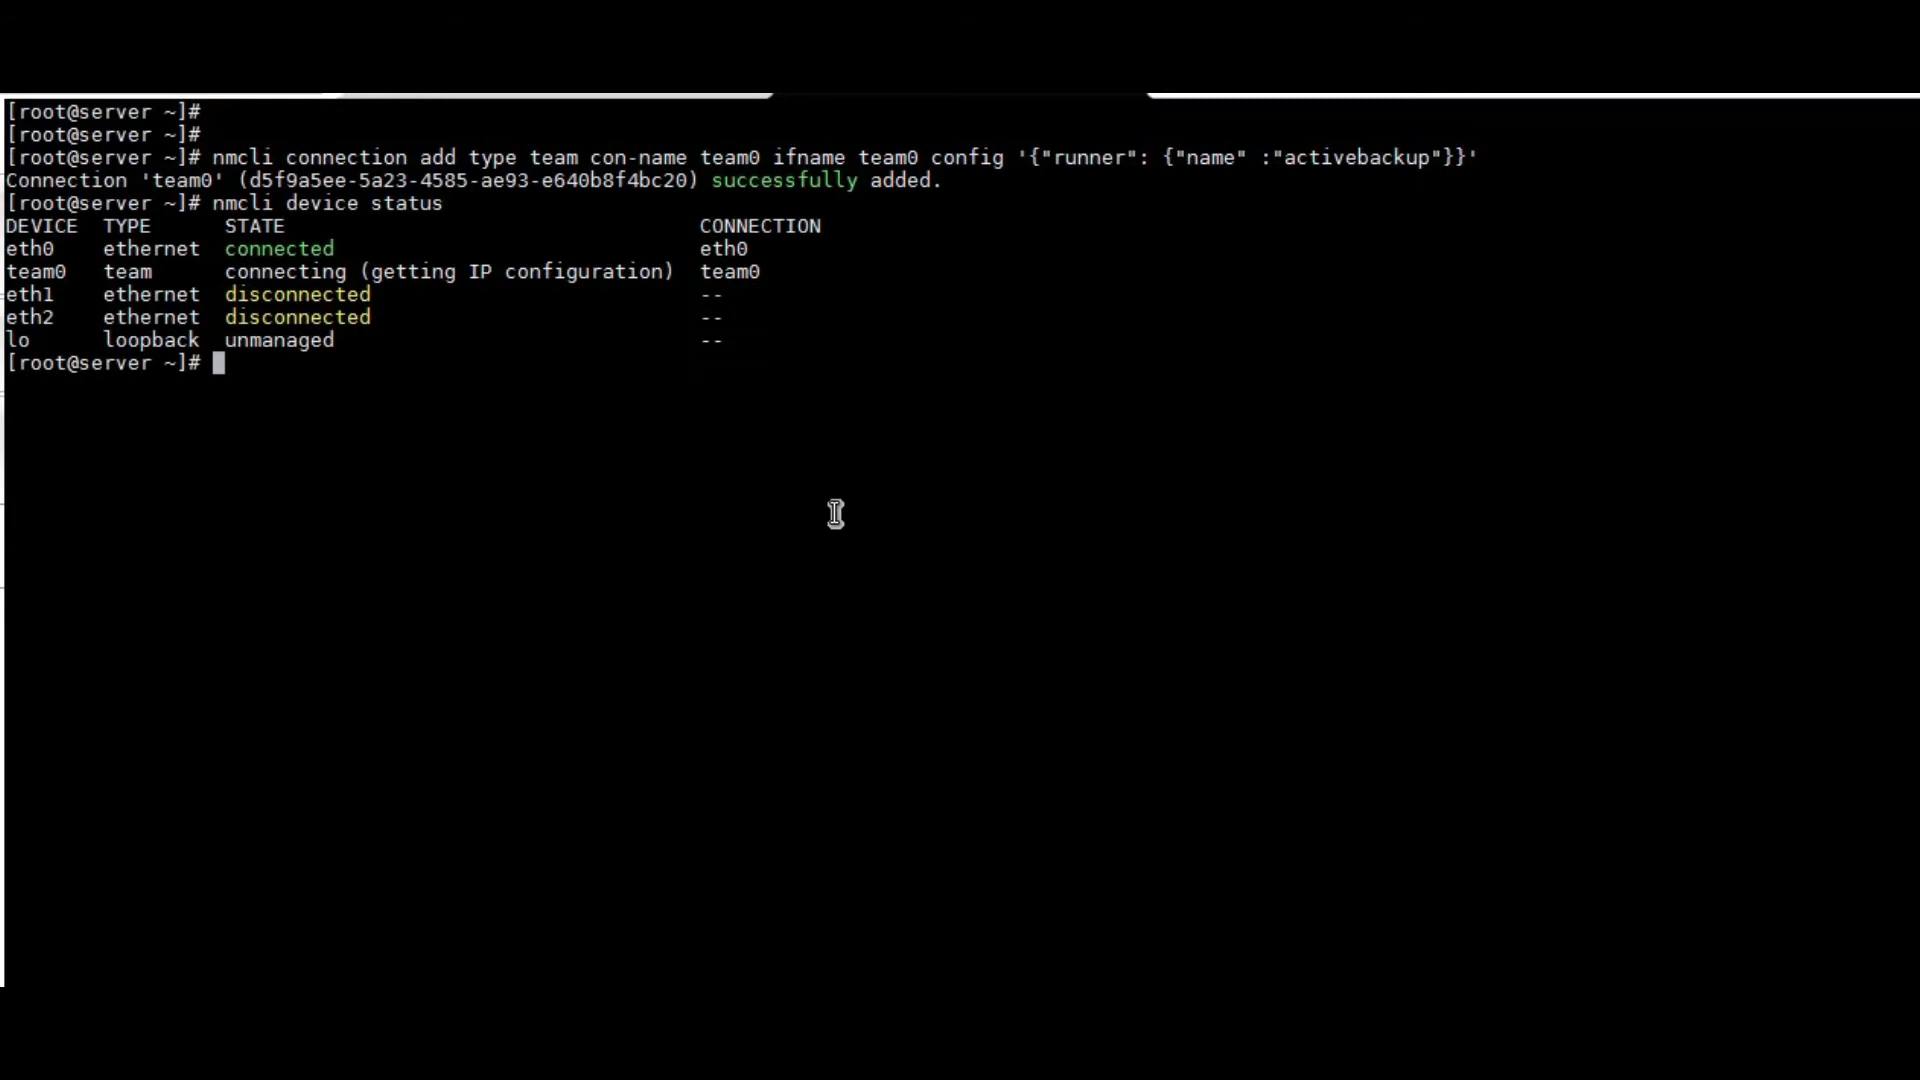 [root@server ~]#
[root@server ~]#
[root@server ~]# nmcli connection add type team con-name team0 ifname team0 config '{"runner": {"name" :"activebackup"}}'
Connection 'team0' (d5f9a5ee-5a23-4585-ae93-e640b8f4bc20) successfully added.
[root@server ~]# nmcli device status
DEVICE  TYPE      STATE                                  CONNECTION
eth0    ethernet  connected                              eth0
team0   team      connecting (getting IP configuration)  team0
eth1    ethernet  disconnected                           --
eth2    ethernet  disconnected                           --
lo      loopback  unmanaged                              --
[root@server ~]#